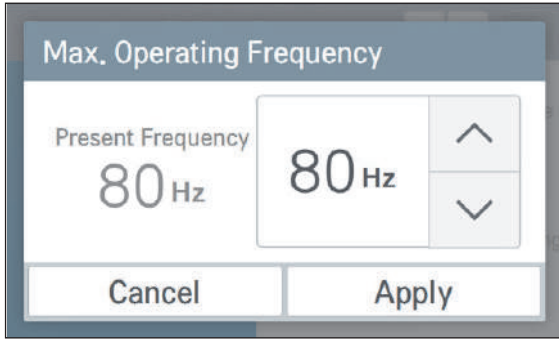 Max. Operating Frequency
Present Frequency
80 Hz
80 Hz
Cancel
Apply